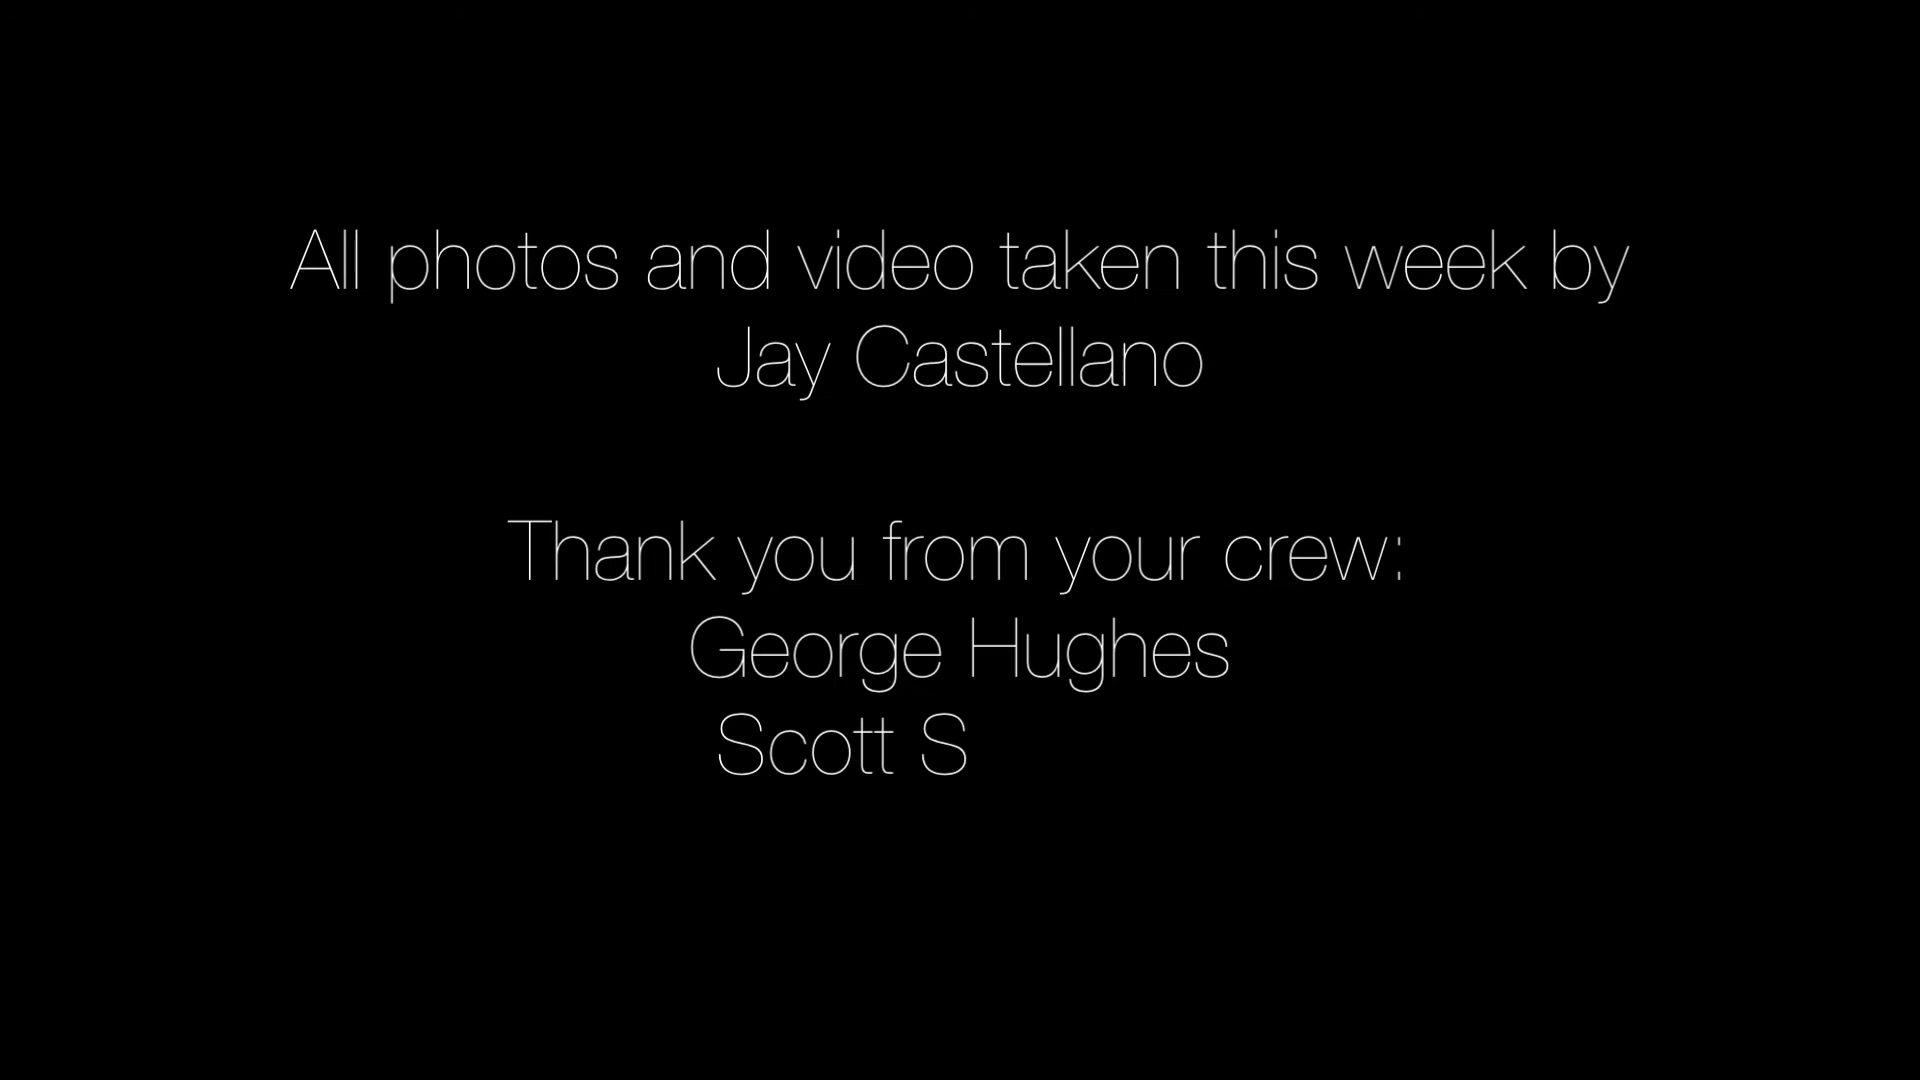 All photos and video taken this week by
Jay Castellano
Thank you from your crew:
George Hughes
Scott S